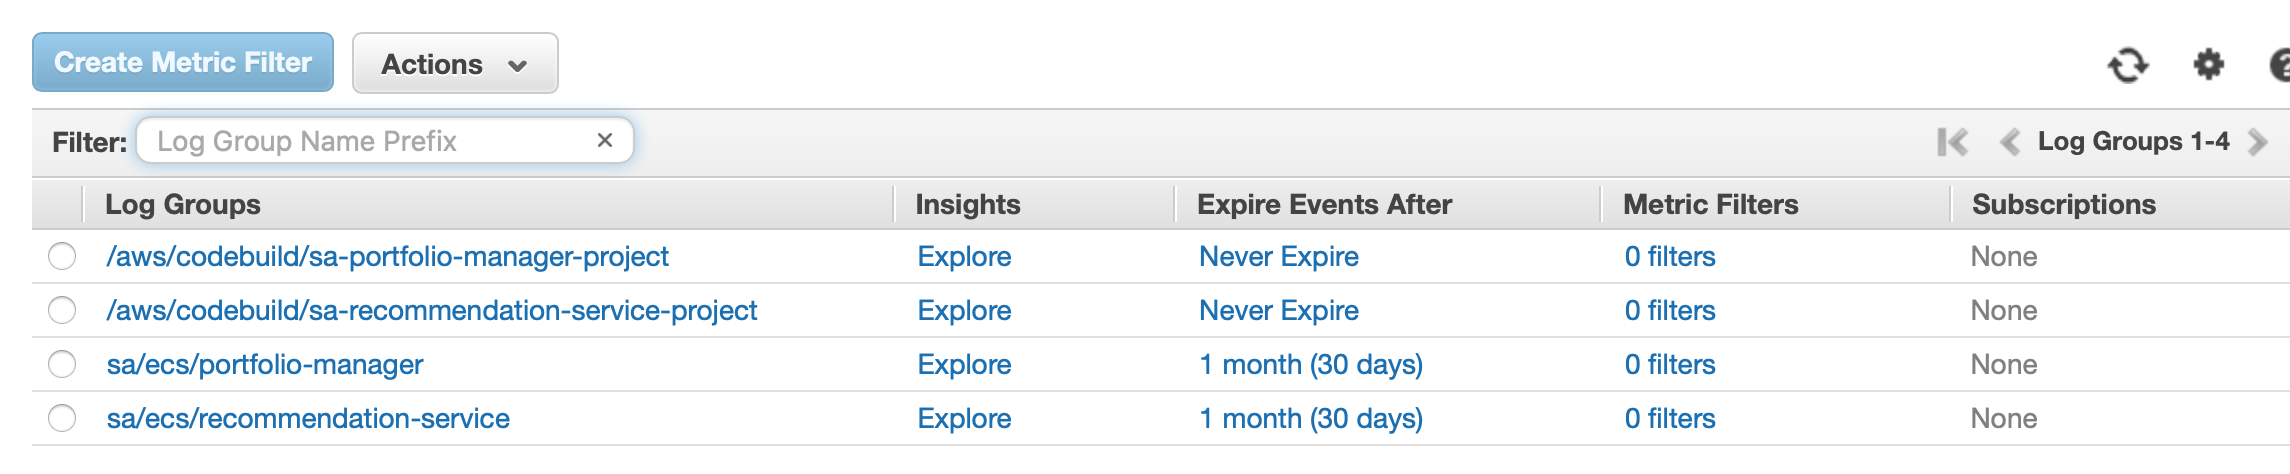 Create Metric Filter Actions
Filter: Log Group Name Prefix × Log Groups 1-4
Log Groups Insights Expire Events After Metric Filters Subscriptions
/aws/codebuild/sa-portfolio-manager-project Explore Never Expire 0 filters None
/aws/codebuild/sa-recommendation-service-project Explore Never Expire 0 filters None
sa/ecs/portfolio-manager Explore 1 month (30 days) 0 filters None
sa/ecs/recommendation-service Explore 1 month (30 days) 0 filters None